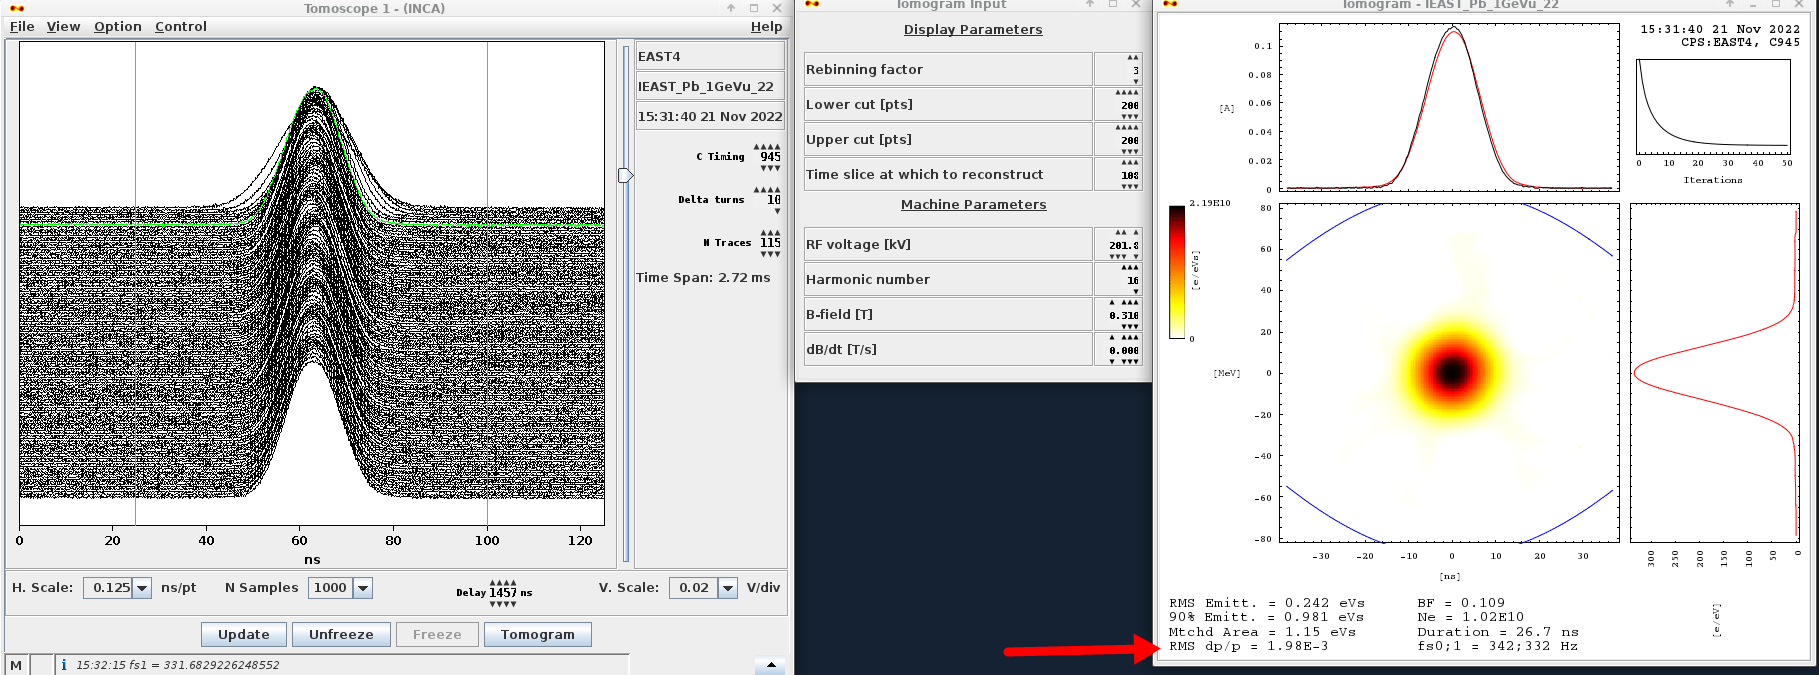 Tomoscope 1 - (INCA)
File View Option Control Help
EAST4
IEAST_Pb_1GeVu_22
15:31:40 21 Nov 2022
C Timing 945
Delta turns 10
N Traces 115
Time Span: 2.72 ms
0 20 40 60 80 100 120
ns
H. Scale: 0.125 ns/pt N Samples 1000 Delay 1457 ns V. Scale: 0.02 V/div
Update Unfreeze Freeze Tomogram
M i 15:32:15 fs1 = 331.6829226248552
Tomogram Input
Display Parameters
Rebinning factor 3
Lower cut [pts] 200
Upper cut [pts] 200
Time slice at which to reconstruct 108
Machine Parameters
RF voltage [kV] 201.8
Harmonic number 16
B-field [T] 0.310
dB/dt [T/s] 0.000
Tomogram - IEAST_Pb_1GeVu_22
15:31:40 21 Nov 2022
CPS:EAST4, C945
0.1
0.08
0.06
[A]
0.04
0.02
0
0 10 20 30 40 50
Iterations
2.19E10
[e/eVs]
0
80
60
40
20
[MeV] 0
-20
-40
-60
-80
-30 -20 -10 0 10 20 30
[ns]
300 250 200 150 100 50 0
[e/eV]
RMS Emitt. = 0.242 eVs BF = 0.109
90% Emitt. = 0.981 eVs Ne = 1.02E10
Mtchd Area = 1.15 eVs Duration = 26.7 ns
RMS dp/p = 1.98E-3 fs0;1 = 342;332 Hz